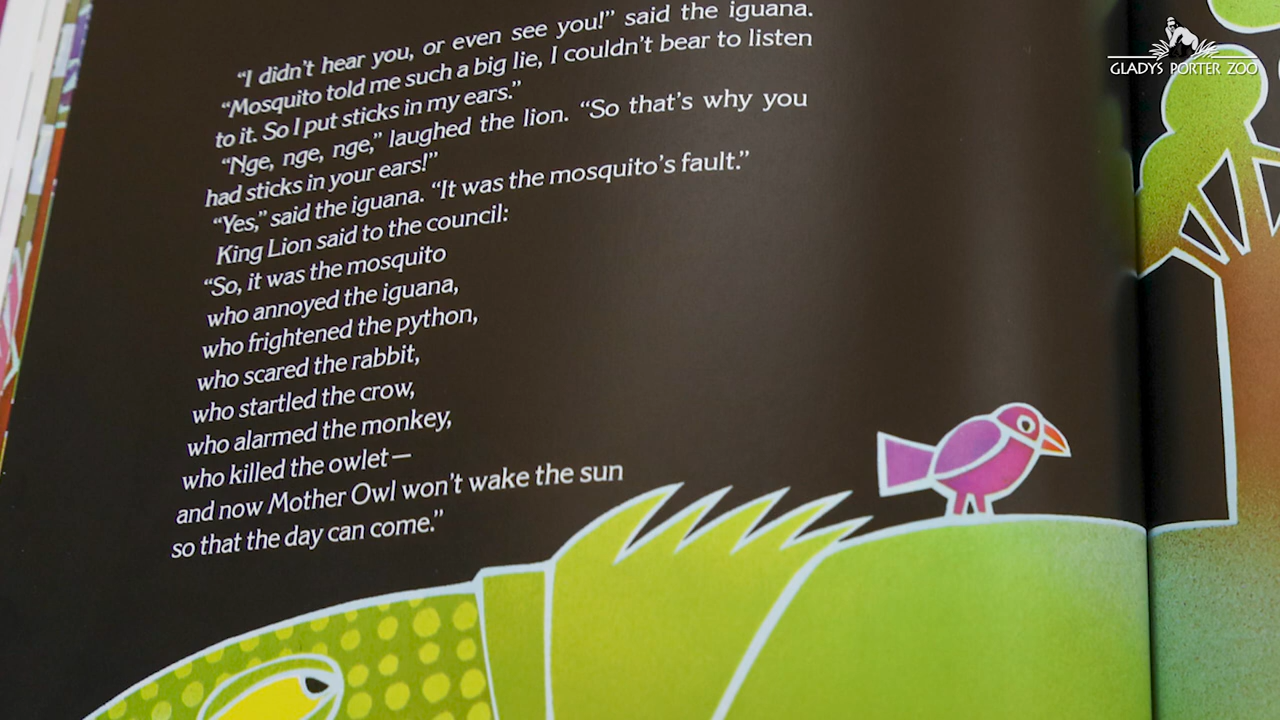 “I didn’t hear you, or even see you!” said the iguana.
“Mosquito told me such a big lie, I couldn’t bear to listen
to it. So I put sticks in my ears.”
“Nge, nge, nge,” laughed the lion. “So that’s why you
had sticks in your ears!”
“Yes,” said the iguana. “It was the mosquito’s fault.”
King Lion said to the council:
“So, it was the mosquito
who annoyed the iguana,
who frightened the python,
who scared the rabbit,
who startled the crow,
who alarmed the monkey,
who killed the owlet—
and now Mother Owl won’t wake the sun
so that the day can come.”
GLADYS PORTER ZOO